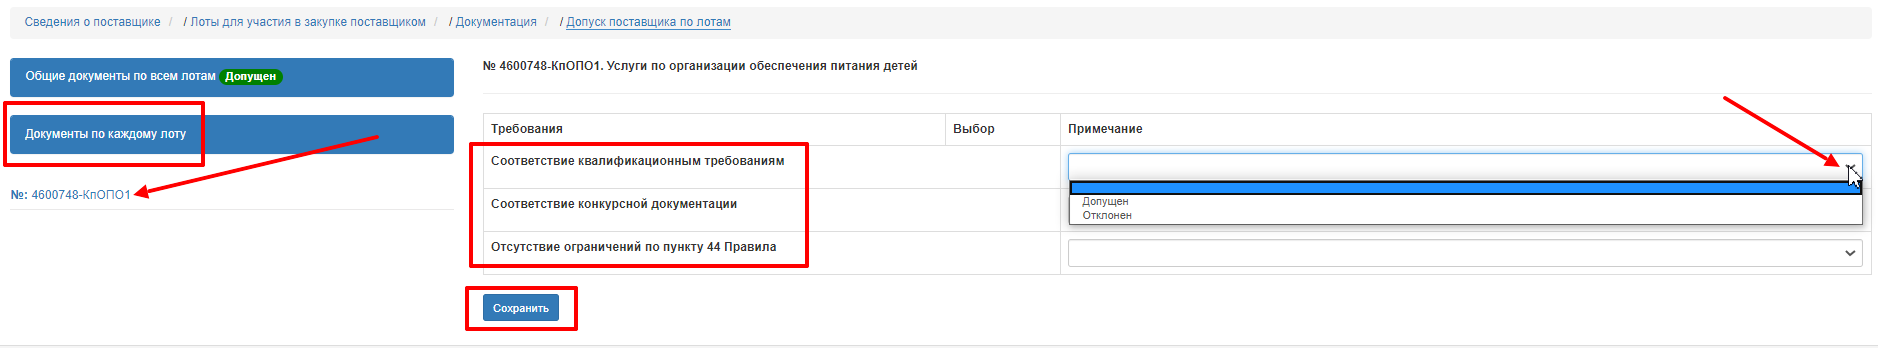 Сведения о поставщике / / Лоты для участия в закупке поставщиком / / Документация / / Допуск поставщика по лотам
Общие документы по всем лотам Допущен
Документы по каждому лоту
№: 4600748-КпОПО1
№ 4600748-КпОПО1. Услуги по организации обеспечения питания детей
Требования Выбор Примечание
Соответствие квалификационным требованиям
Допущен
Отклонен
Соответствие конкурсной документации
Отсутствие ограничений по пункту 44 Правила
Сохранить